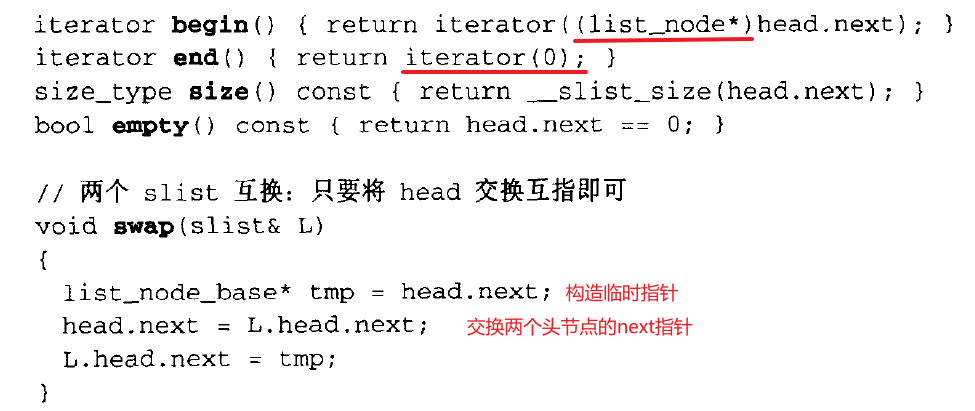 iterator begin() { return iterator((list_node*)head.next); }
iterator end() { return iterator(0); }
size_type size() const { return __slist_size(head.next); }
bool empty() const { return head.next == 0; }
// 两个 slist 互换: 只要将 head 交换互指即可
void swap(slist& L)
{
list_node_base* tmp = head.next; 构造临时指针
head.next = L.head.next; 交换两个头节点的next指针
L.head.next = tmp;
}